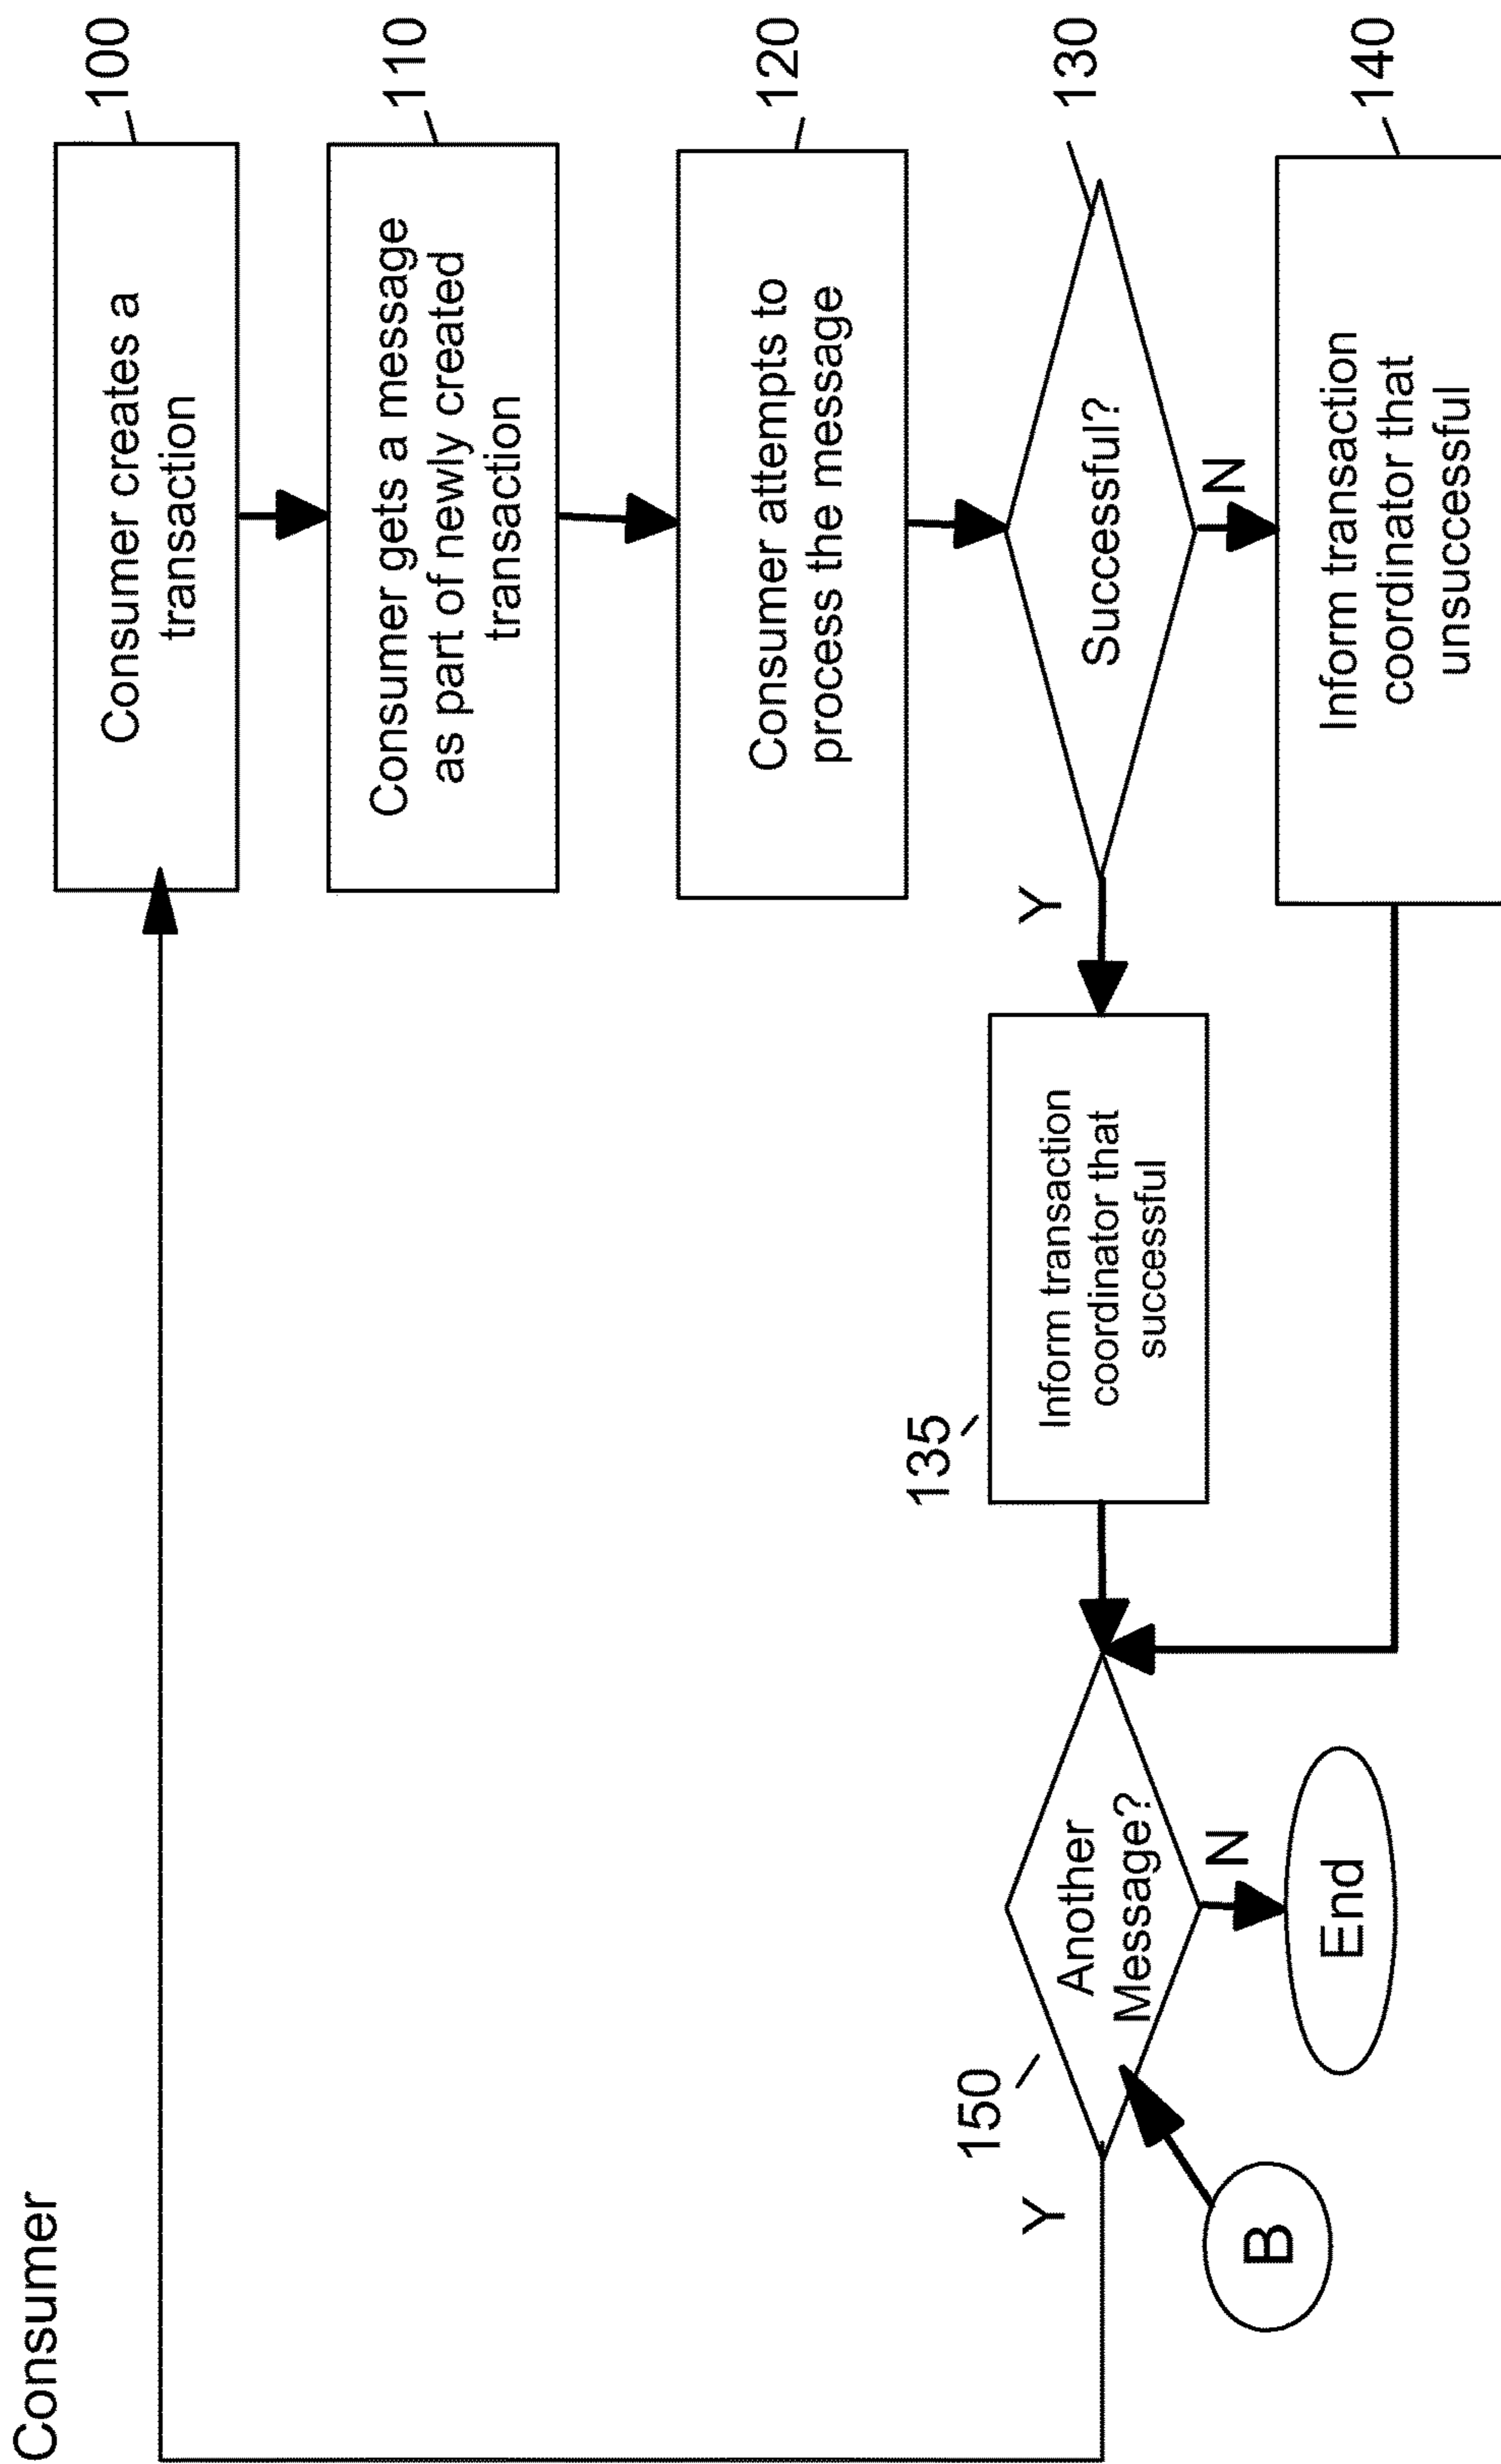 Consumer
Consumer creates a
transaction
100
Consumer gets a message
as part of newly created
transaction
110
Consumer attempts to
process the message
120
Successful?
130
Y
N
Inform transaction
coordinator that
successful
135
Inform transaction
coordinator that
unsuccessful
140
Another
Message?
150
Y
N
B
End